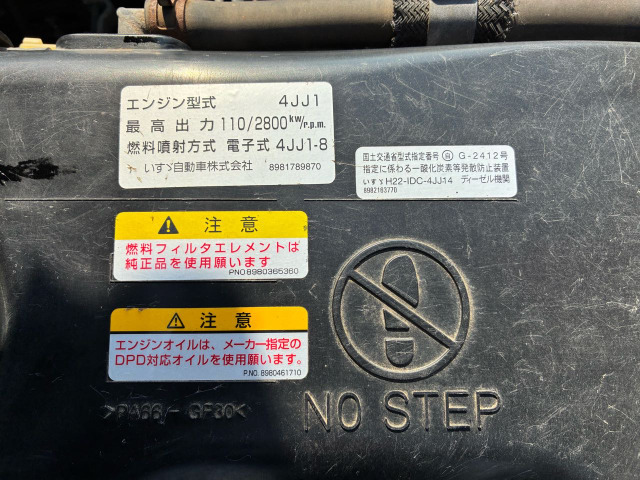 エンジン型式 4JJ1
最高出力 110/2800kw/r.p.m.
燃料噴射方式 電子式 4JJ1-8
いすゞ自動車株式会社 8981789870
国土交通省型式指定番号 自 G-2412号
指定に係わる一酸化炭素等発散防止装置
いすゞH22-IDC-4JJ14 ディーゼル機関
8982183770
注意
燃料フィルタエレメントは
純正品を使用願います
PNO8980365360
注意
エンジンオイルは、メーカー指定の
DPD対応オイルを使用願います。
P.NO. 8980461710
>PA66/- GF30<
NO STEP